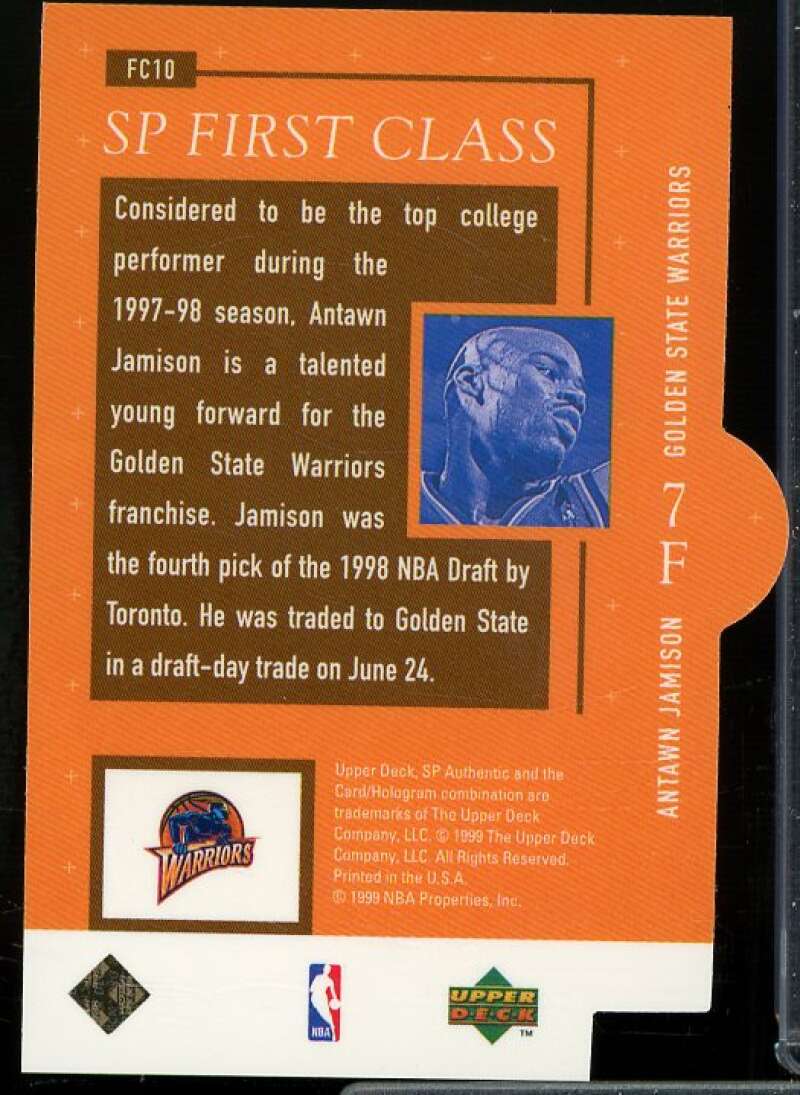 FC10
SP FIRST CLASS
Considered to be the top college
performer during the
1997-98 season, Antawn
Jamison is a talented
young forward for the
Golden State Warriors
franchise. Jamison was
the fourth pick of the 1998 NBA Draft by
Toronto. He was traded to Golden State
in a draft-day trade on June 24.
ANTAWN JAMISON 7 F GOLDEN STATE WARRIORS
WARRIORS
Upper Deck, SP Authentic and the
Card/Hologram combination are
trademarks of The Upper Deck
Company, LLC. © 1999 The Upper Deck
Company, LLC. All Rights Reserved.
Printed in the U.S.A.
© 1999 NBA Properties, Inc.
NBA
UPPER
D·E·C·K
TM